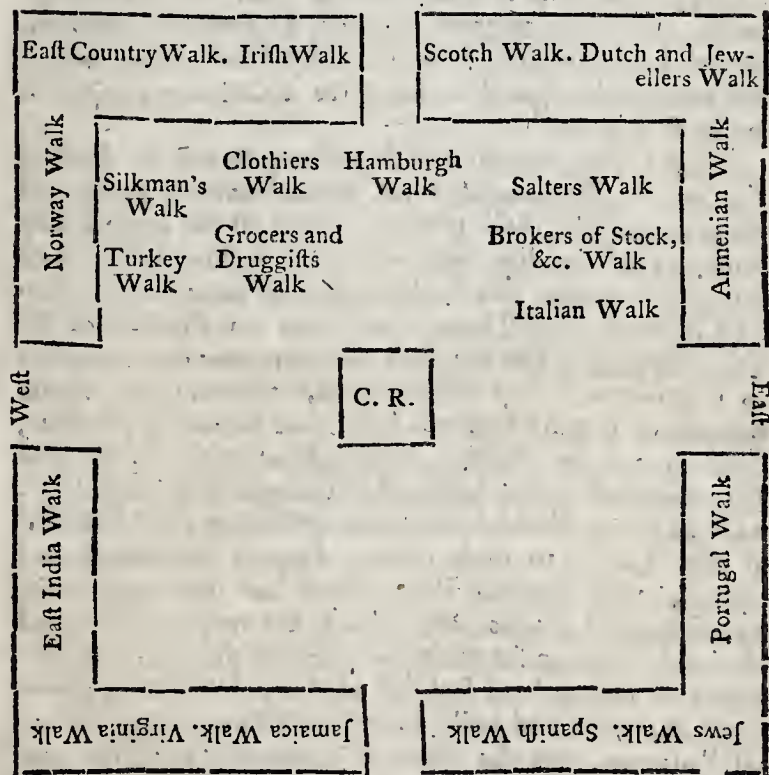 Eaſt Country Walk. Iriſh Walk
Scotch Walk. Dutch and Jew-
ellers Walk
Norway Walk
Silkman's
Walk
Clothiers
Walk
Hamburgh
Walk
Salters Walk
Armenian Walk
Turkey
Walk
Grocers and
Druggiſts
Walk
Brokers of Stock,
&c. Walk
Italian Walk
Weſt
C. R.
Eaſt
Eaſt India Walk
Portugal Walk
Jamaica Walk. Virginia Walk
Jews Walk. Spaniſh Walk